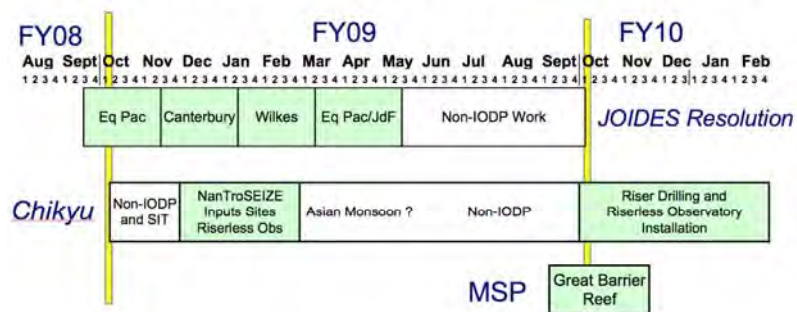 FY08 FY09 FY10
Aug Sept Oct Nov Dec Jan Feb Mar Apr May Jun Jul Aug Sept Oct Nov Dec Jan Feb
Eq Pac Canterbury Wilkes Eq Pac/JdF Non-IODP Work JOIDES Resolution
Chikyu
Non-IODP
and SIT
NanTroSEIZE
Inputs Sites
Riserless Obs
Asian Monsoon ? Non-IODP
Riser Drilling and
Riserless Observatory
Installation
MSP
Great Barrier
Reef